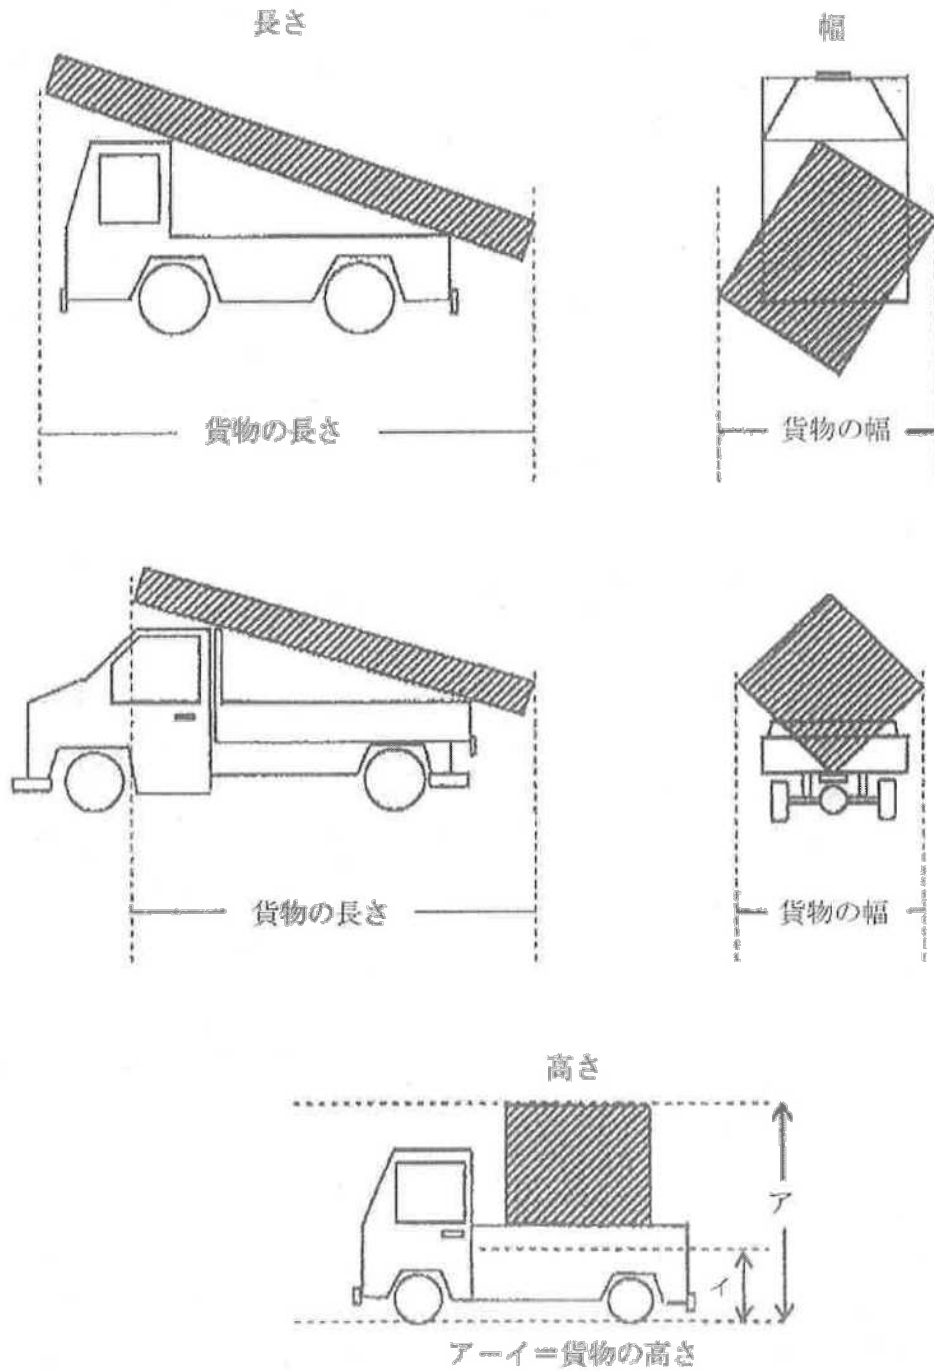 長さ
幅
貨物の長さ
貨物の幅
貨物の長さ
貨物の幅
高さ
ア
イ
アーイ＝貨物の高さ